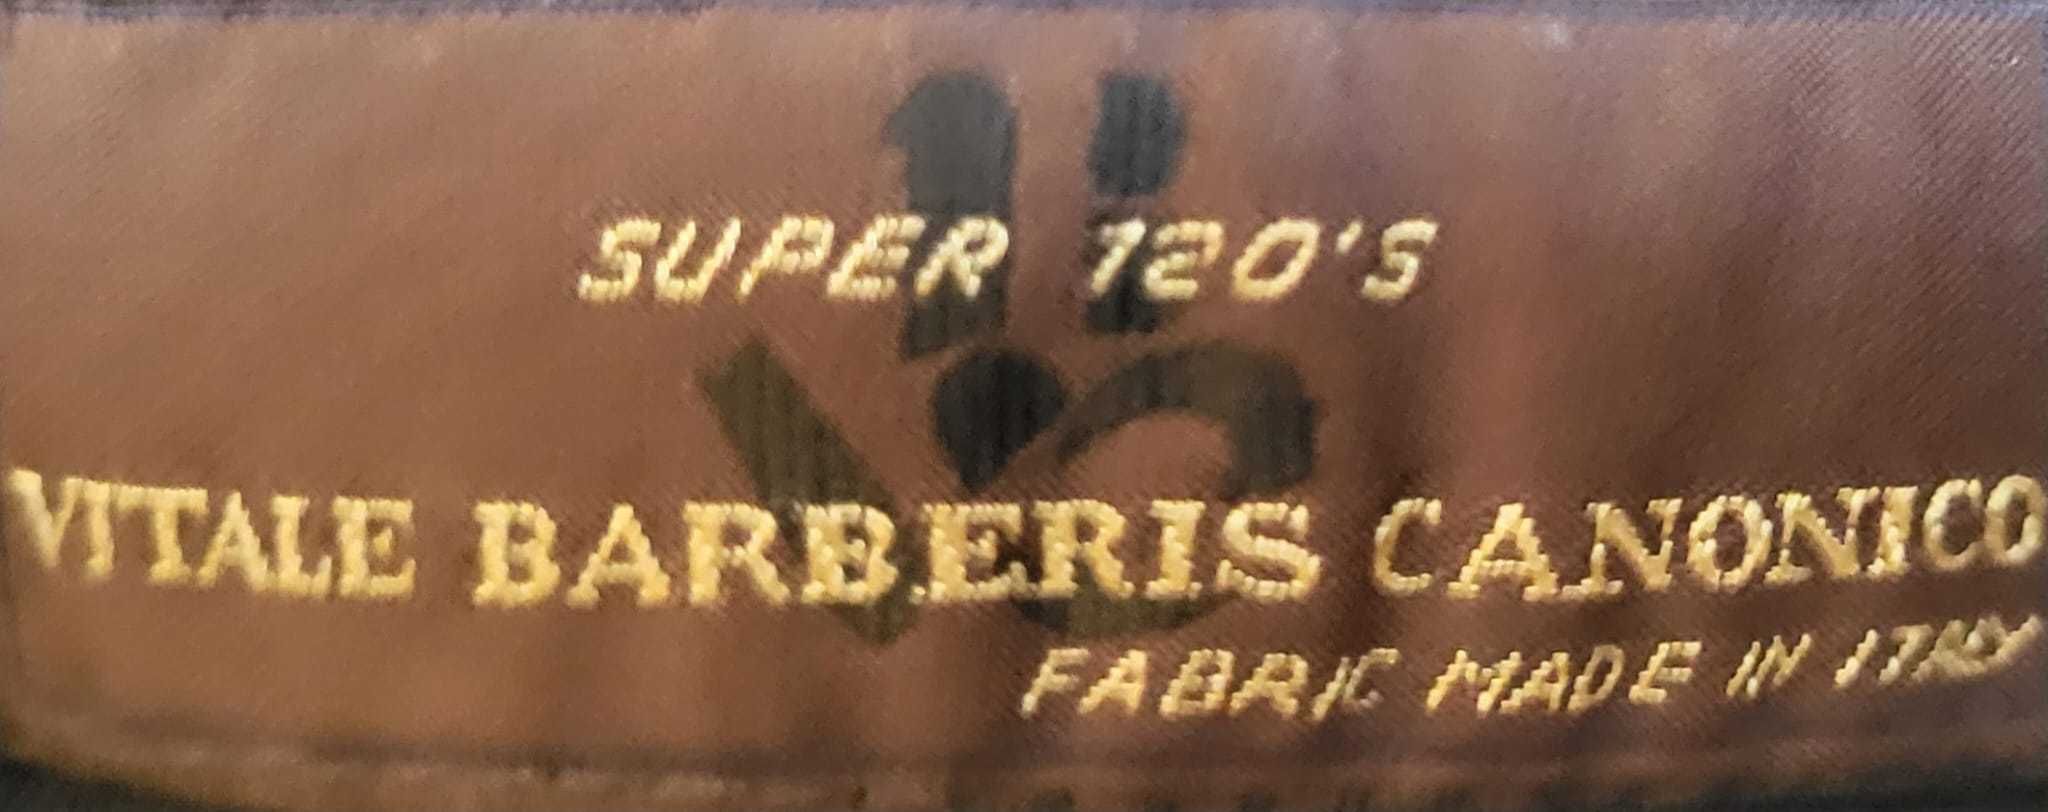 SUPER 120'S
VITALE BARBERIS CANONICO
FABRIC MADE IN ITALY